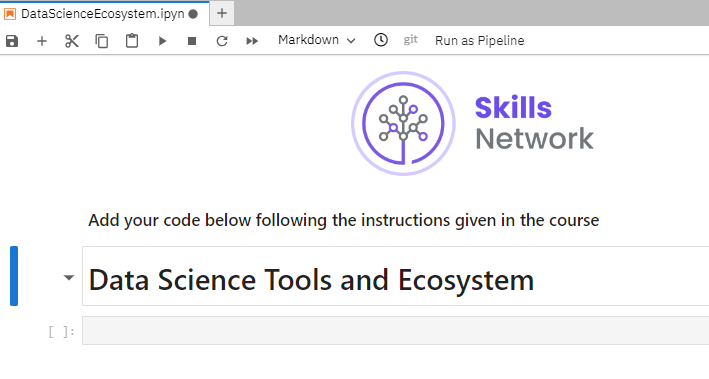 DataScienceEcosystem.ipyn
Markdown
git
Run as Pipeline
Skills
Network
Add your code below following the instructions given in the course
Data Science Tools and Ecosystem
[ ]: